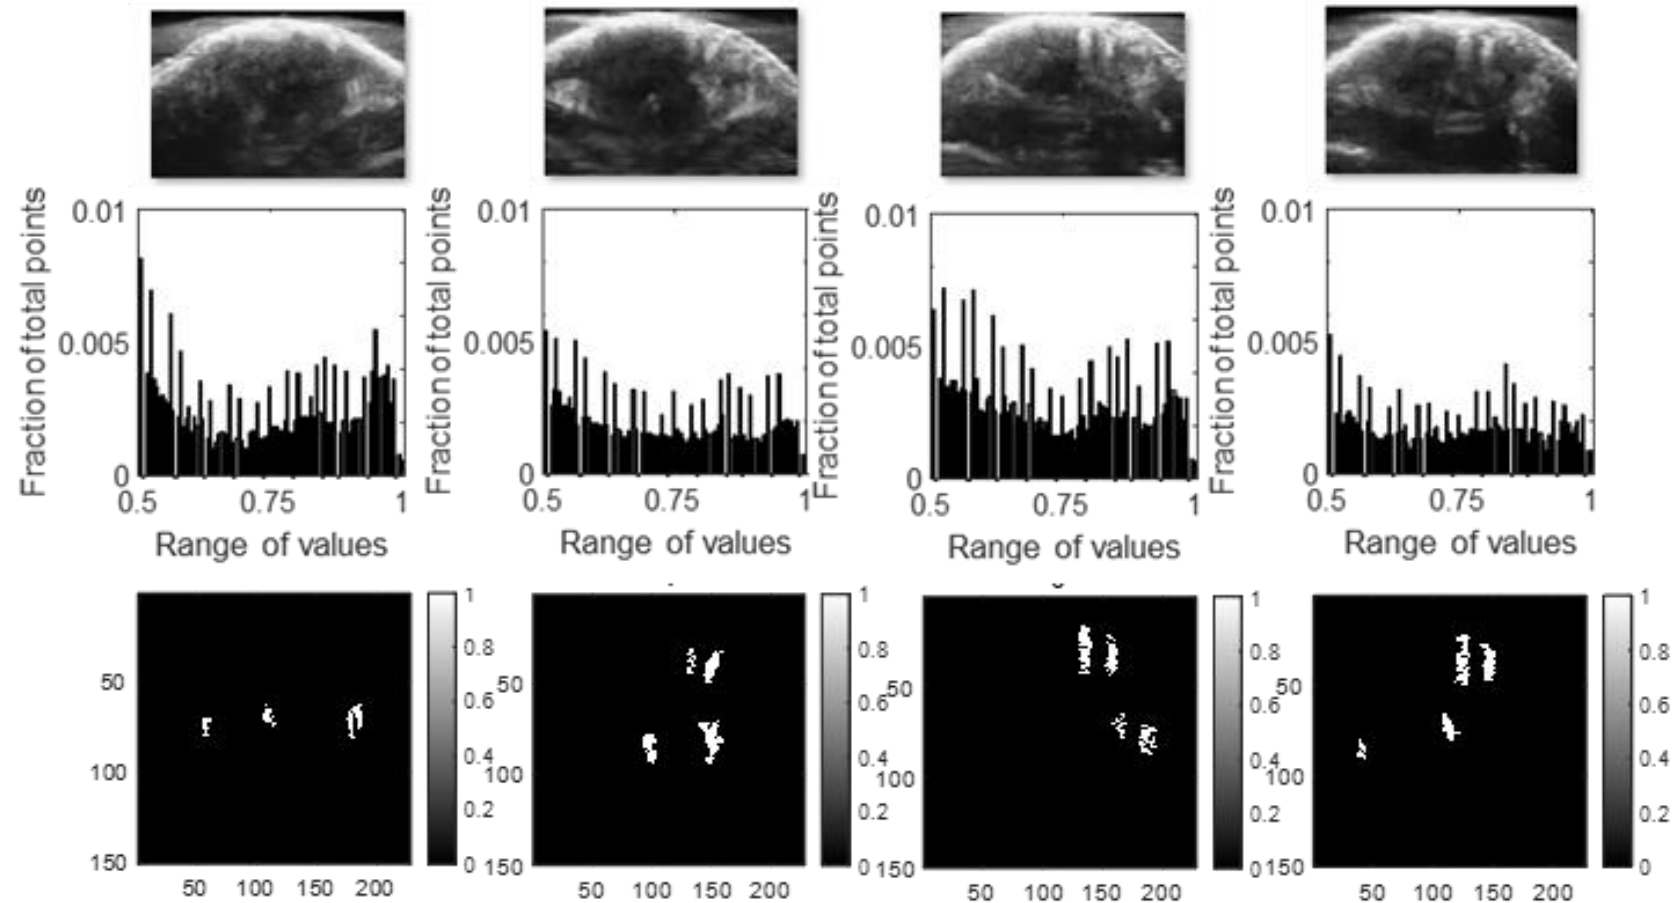 0.01 0.01 0.01 0.01
Fraction of total points Fraction of total points Fraction of total points Fraction of total points
0.005 0.005 0.005 0.005
0 0 0 0
0.5 0.75 1 0.5 0.75 1 0.5 0.75 1 0.5 0.75 1
Range of values Range of values Range of values Range of values
1 1 1 1
0.8 0.8 0.8 0.8
50 50 50 50
0.6 0.6 0.6 0.6
0.4 0.4 0.4 0.4
100 100 100 100
0.2 0.2 0.2 0.2
150 0 150 0 150 0 150 0
50 100 150 200 50 100 150 200 50 100 150 200 50 100 150 200